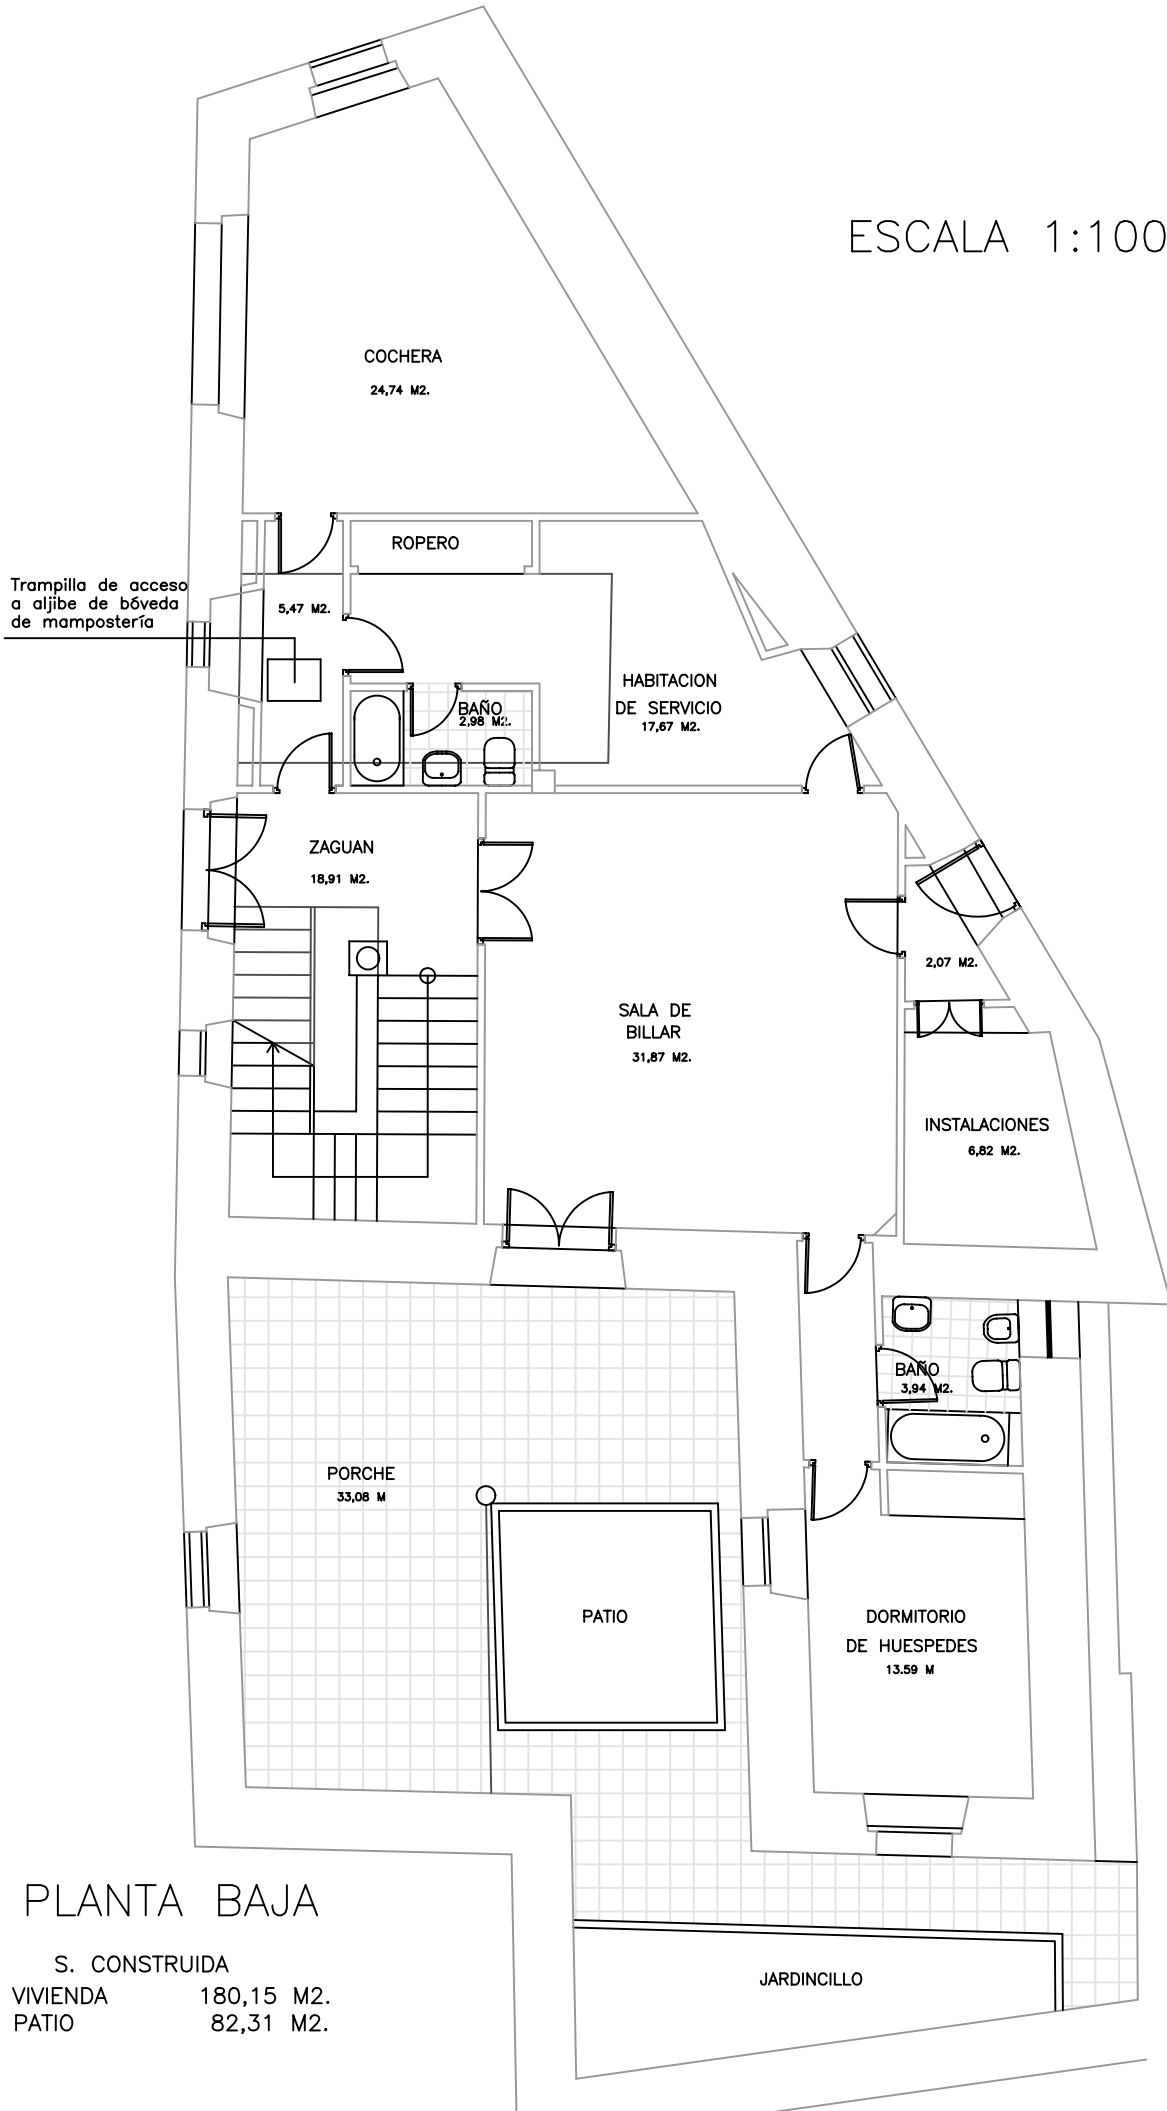 ESCALA 1:100
COCHERA
24,74 M2.
ROPERO
Trampilla de acceso
a aljibe de bóveda
de mampostería
5,47 M2.
HABITACION
DE SERVICIO
17,67 M2.
BAÑO
2,98 M2.
ZAGUAN
18,91 M2.
2,07 M2.
SALA DE
BILLAR
31,87 M2.
INSTALACIONES
6,82 M2.
BAÑO
3,94 M2.
PORCHE
33,08 M
PATIO
DORMITORIO
DE HUESPEDES
13.59 M
PLANTA BAJA
S. CONSTRUIDA
VIVIENDA 180,15 M2.
PATIO 82,31 M2.
JARDINCILLO